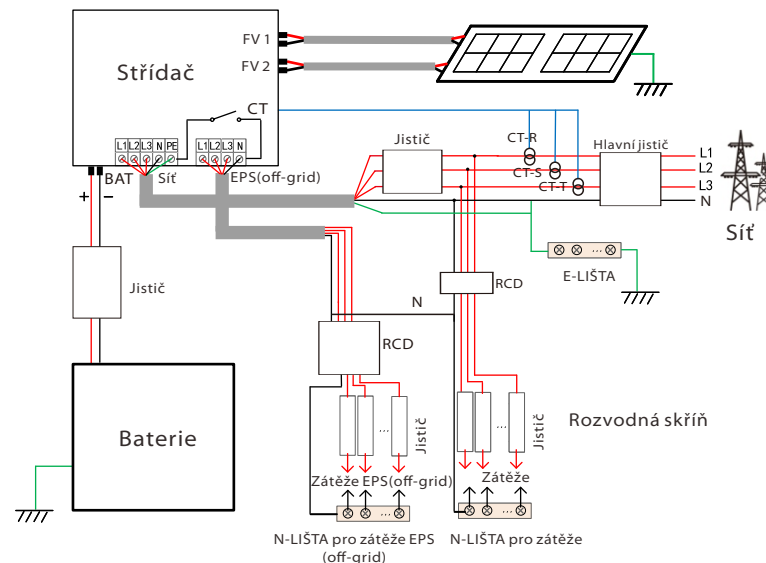 FV 1
FV 2
Střídač
CT
L1 L2 L3 N PE
L1 L2 L3 N
BAT
Síť
EPS(off-grid)
+
−
Jistič
Baterie
Jistič
CT-R
CT-S
CT-T
Hlavní jistič
L1
L2
L3
N
Síť
E-LIŠTA
...
RCD
N
RCD
...
Jistič
...
Jistič
Rozvodná skříň
Zátěže EPS(off-grid)
Zátěže
...
...
N-LIŠTA pro zátěže EPS
(off-grid)
N-LIŠTA pro zátěže